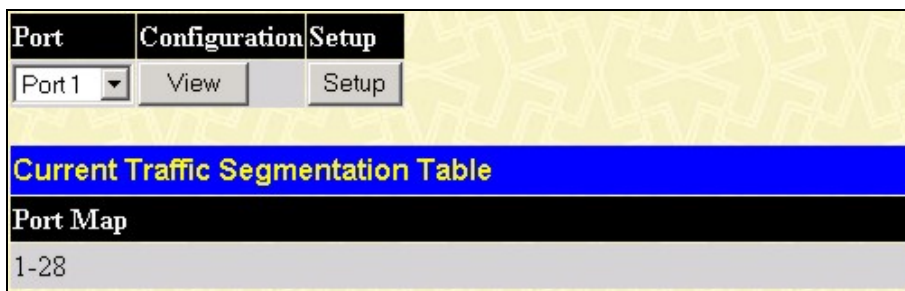 Port Configuration Setup
Port 1 View Setup
Current Traffic Segmentation Table
Port Map
1-28